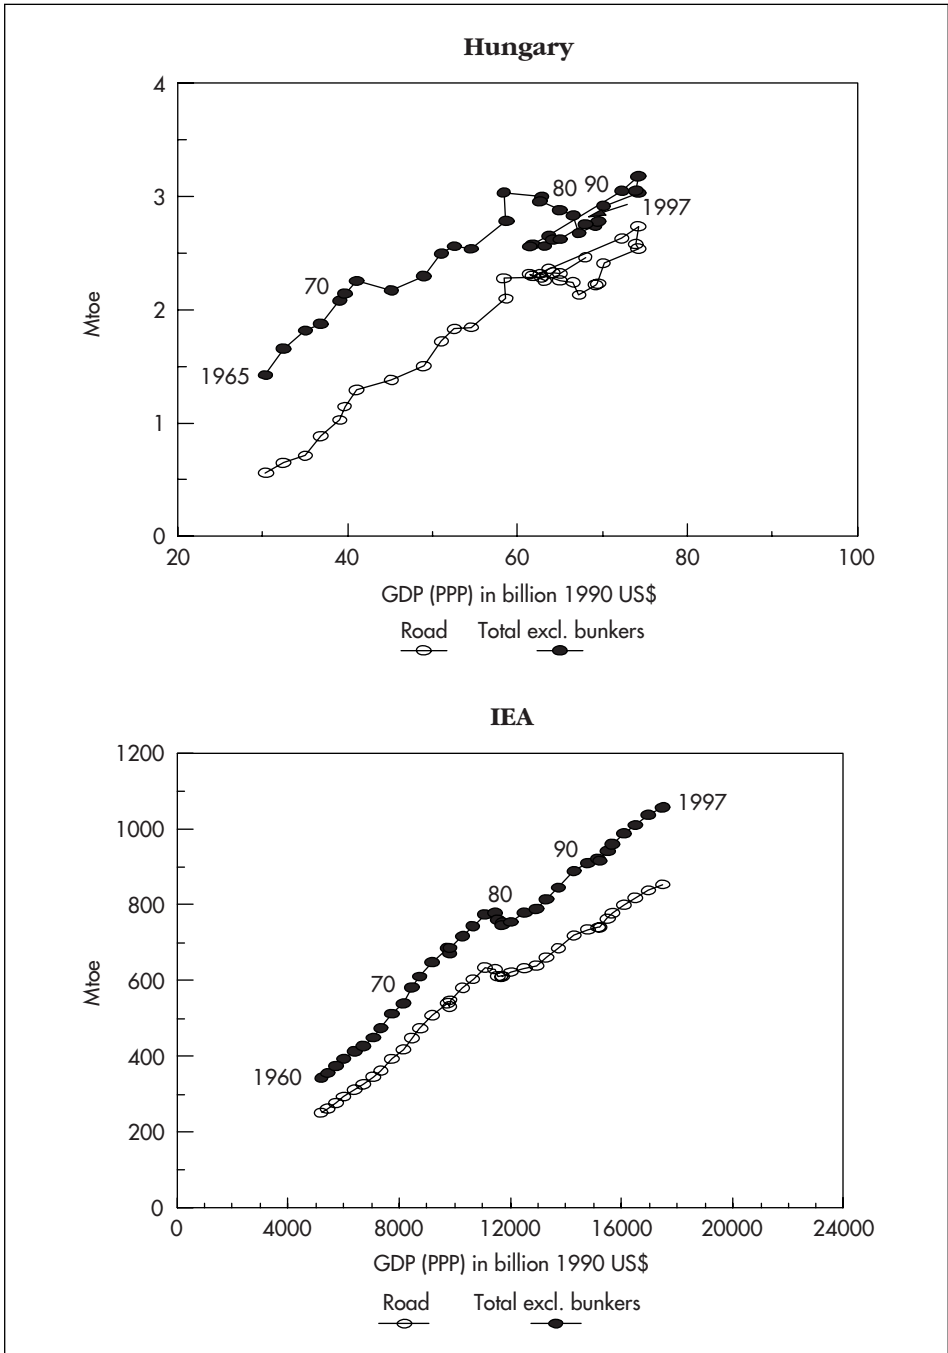 Hungary
4
3
2
1
0
Mtoe
1965
70
80 90
1997
20 40 60 80 100
GDP (PPP) in billion 1990 US$
Road Total excl. bunkers
IEA
1200
1000
800
600
400
200
0
Mtoe
1960
70
80
90
1997
0 4000 8000 12000 16000 20000 24000
GDP (PPP) in billion 1990 US$
Road Total excl. bunkers